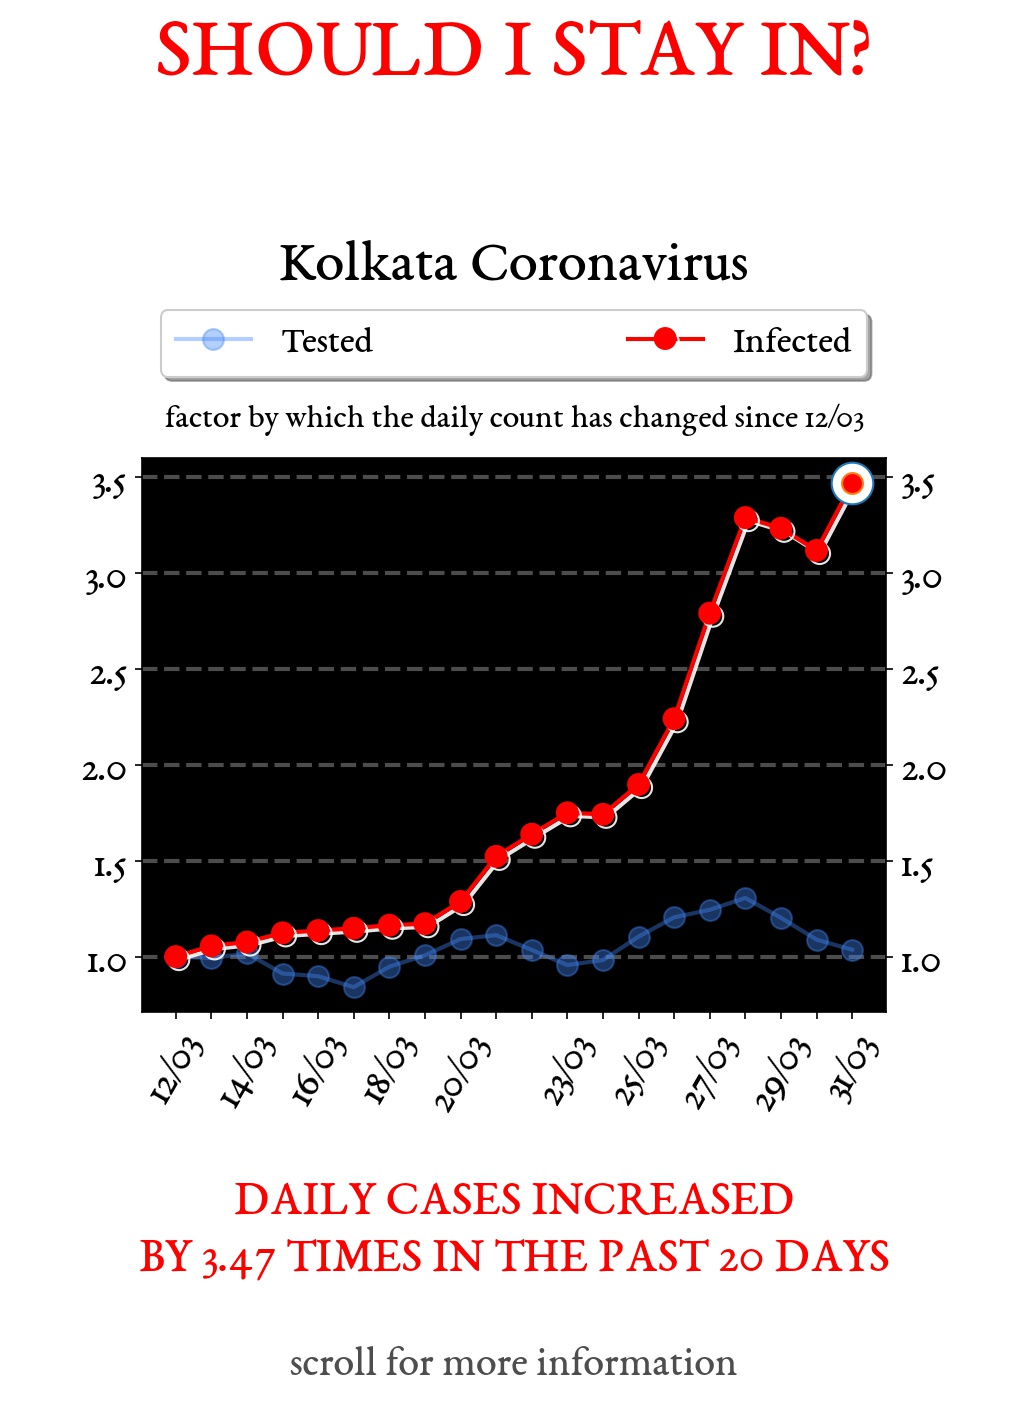 SHOULD I STAY IN?
Kolkata Coronavirus
Tested Infected
factor by which the daily count has changed since 12/03
3.5 3.5
3.0 3.0
2.5 2.5
2.0 2.0
1.5 1.5
1.0 1.0
12/03 14/03 16/03 18/03 20/03 23/03 25/03 27/03 29/03 31/03
DAILY CASES INCREASED
BY 3.47 TIMES IN THE PAST 20 DAYS
scroll for more information